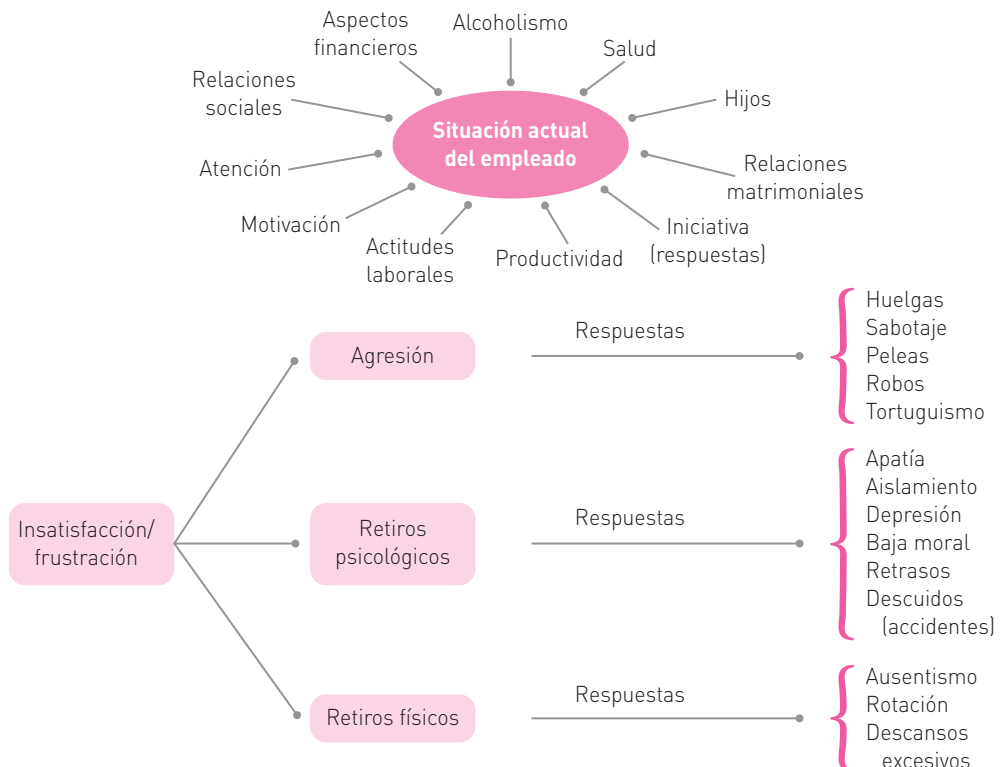 Aspectos
financieros
Alcoholismo
Salud
Relaciones
sociales
Hijos
Situación actual
del empleado
Atención
Relaciones
matrimoniales
Motivación
Iniciativa
(respuestas)
Actitudes
laborales
Productividad
Insatisfacción/
frustración
Agresión
Respuestas
Huelgas
Sabotaje
Peleas
Robos
Tortuguismo
Retiros
psicológicos
Respuestas
Apatía
Aislamiento
Depresión
Baja moral
Retrasos
Descuidos
(accidentes)
Retiros físicos
Respuestas
Ausentismo
Rotación
Descansos
excesivos